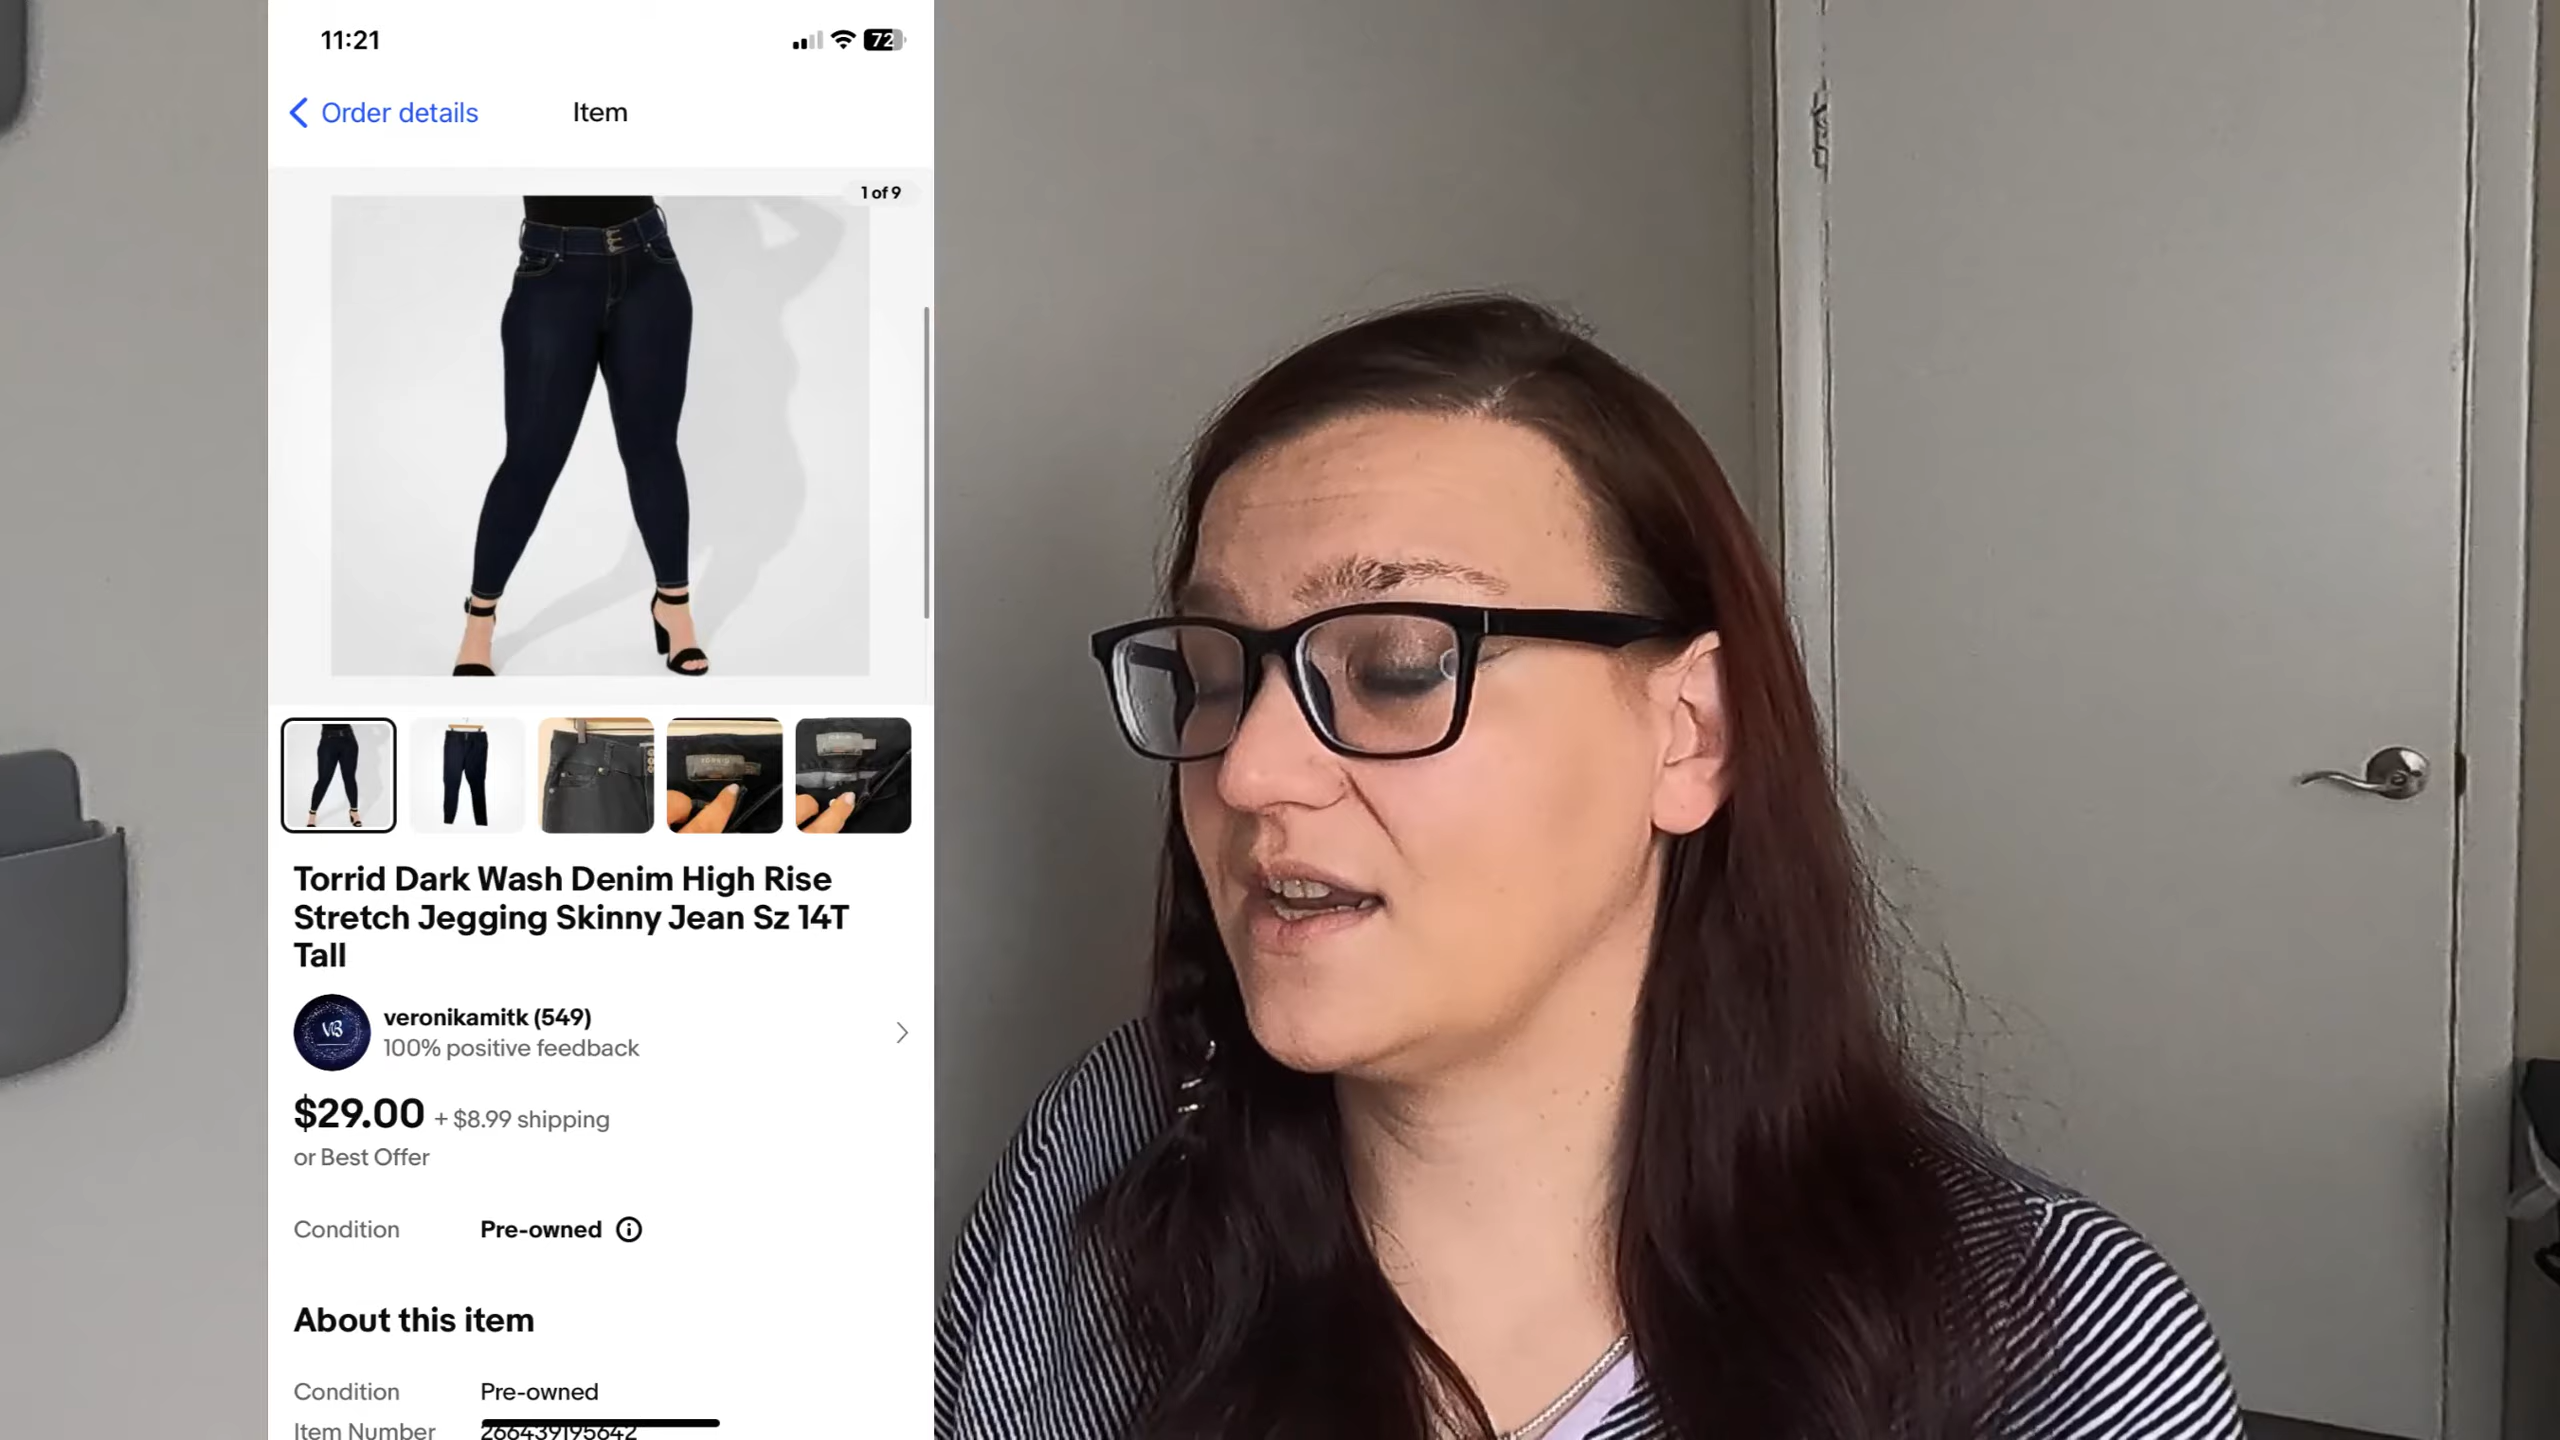 11:21
72
Order details
Item
1 of 9
Torrid Dark Wash Denim High Rise
Stretch Jegging Skinny Jean Sz 14T
Tall
VB
veronikamitk (549)
100% positive feedback
$29.00 + $8.99 shipping
or Best Offer
Condition Pre-owned
About this item
Condition Pre-owned
Item Number 266439195642